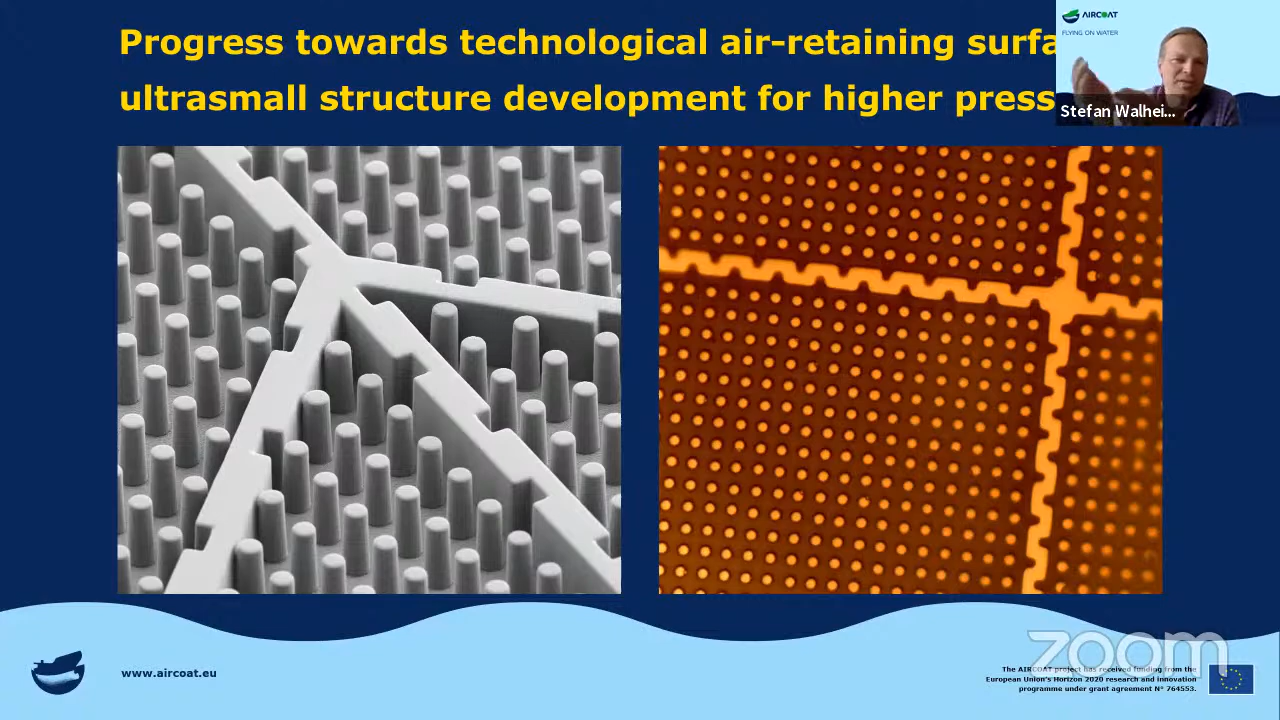 Progress towards technological air-retaining surfa
ultrasmall structure development for higher press
AIRCOAT
FLYING ON WATER
Stefan Walhei...
www.aircoat.eu
zoom
The AIRCOAT project has received funding from the
European Union's Horizon 2020 research and innovation
programme under grant agreement N° 764553.